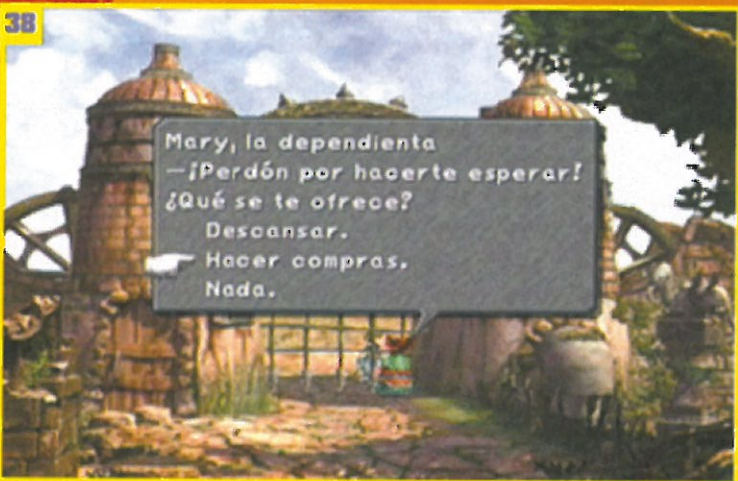 38
Mary, la dependienta
—¡Perdón por hacerte esperar!
¿Qué se te ofrece?
Descansar.
Hacer compras.
Nada.